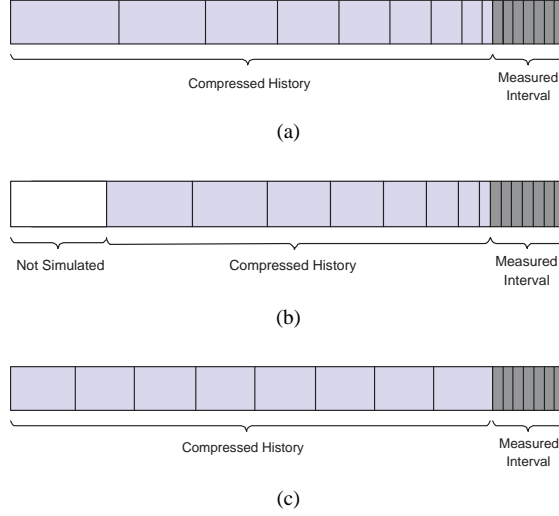 Compressed History
Measured
Interval
(a)
Not Simulated
Compressed History
Measured
Interval
(b)
Compressed History
Measured
Interval
(c)